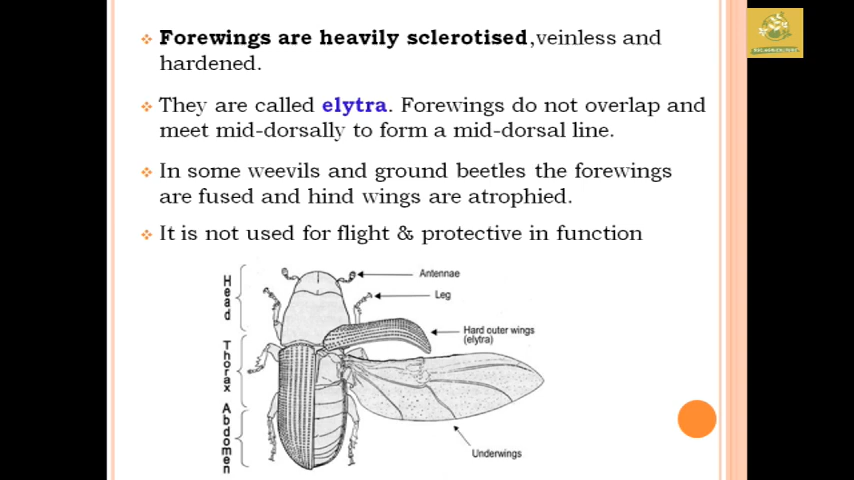 Forewings are heavily sclerotised,veinless and
hardened.
They are called elytra. Forewings do not overlap and
meet mid-dorsally to form a mid-dorsal line.
In some weevils and ground beetles the forewings
are fused and hind wings are atrophied.
It is not used for flight & protective in function
Head
Antennae
Leg
Hard outer wings
(elytra)
Thorax
Abdomen
Underwings